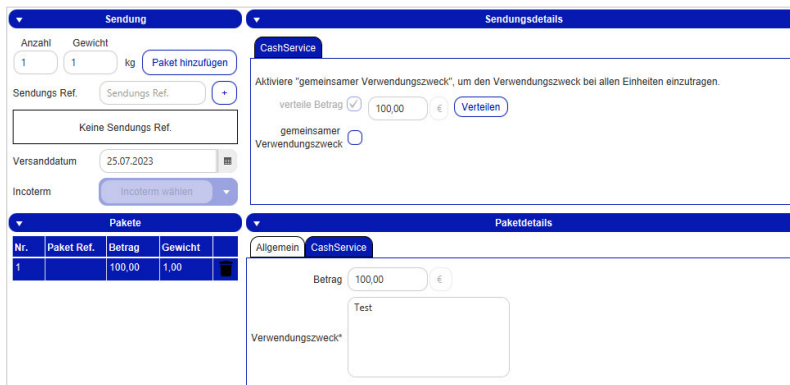 Sendung
Anzahl Gewicht
1 1 kg Paket hinzufügen
Sendungs Ref. Sendungs Ref. +
Keine Sendungs Ref.
Versanddatum 25.07.2023
Incoterm Incoterm wählen
Sendungsdetails
CashService
Aktiviere "gemeinsamer Verwendungszweck", um den Verwendungszweck bei allen Einheiten einzutragen.
verteile Betrag 100,00 € Verteilen
gemeinsamer
Verwendungszweck
Pakete
Nr. Paket Ref. Betrag Gewicht
1 100,00 1,00
Paketdetails
Allgemein CashService
Betrag 100,00 €
Verwendungszweck* Test